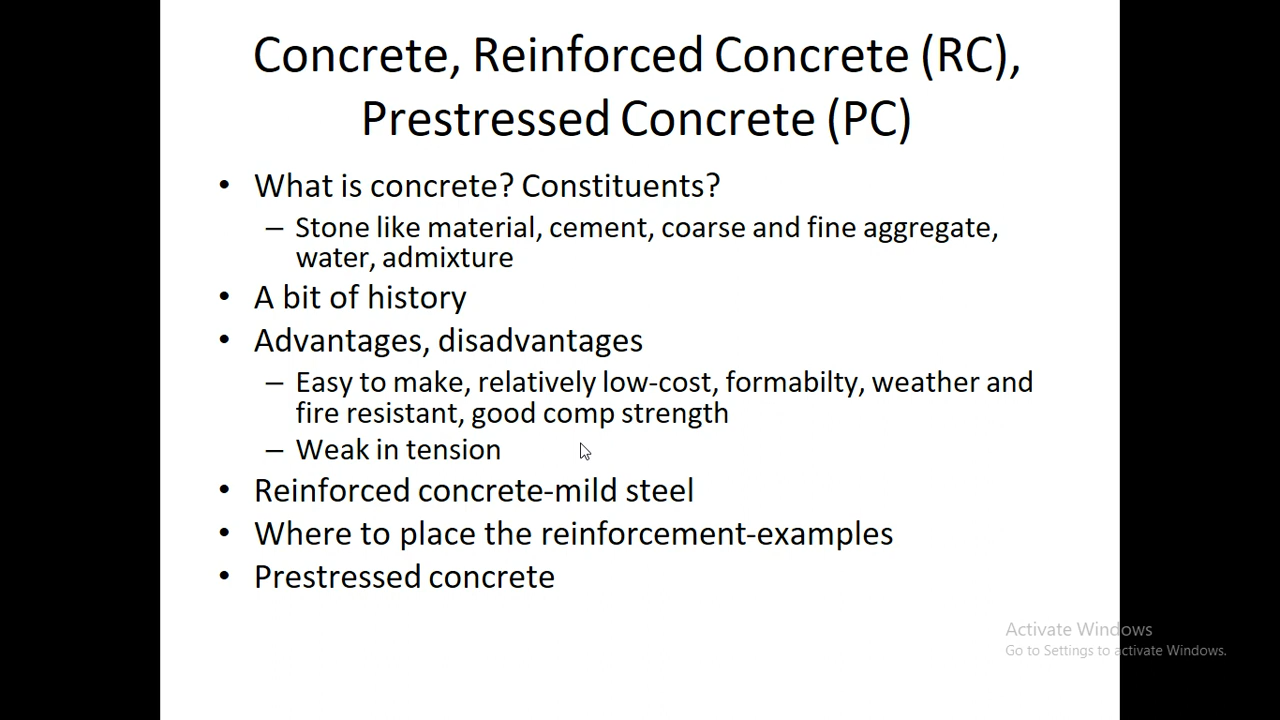 Concrete, Reinforced Concrete (RC),
Prestressed Concrete (PC)
• What is concrete? Constituents?
– Stone like material, cement, coarse and fine aggregate,
water, admixture
• A bit of history
• Advantages, disadvantages
– Easy to make, relatively low-cost, formabilty, weather and
fire resistant, good comp strength
– Weak in tension
• Reinforced concrete-mild steel
• Where to place the reinforcement-examples
• Prestressed concrete
Activate Windows
Go to Settings to activate Windows.